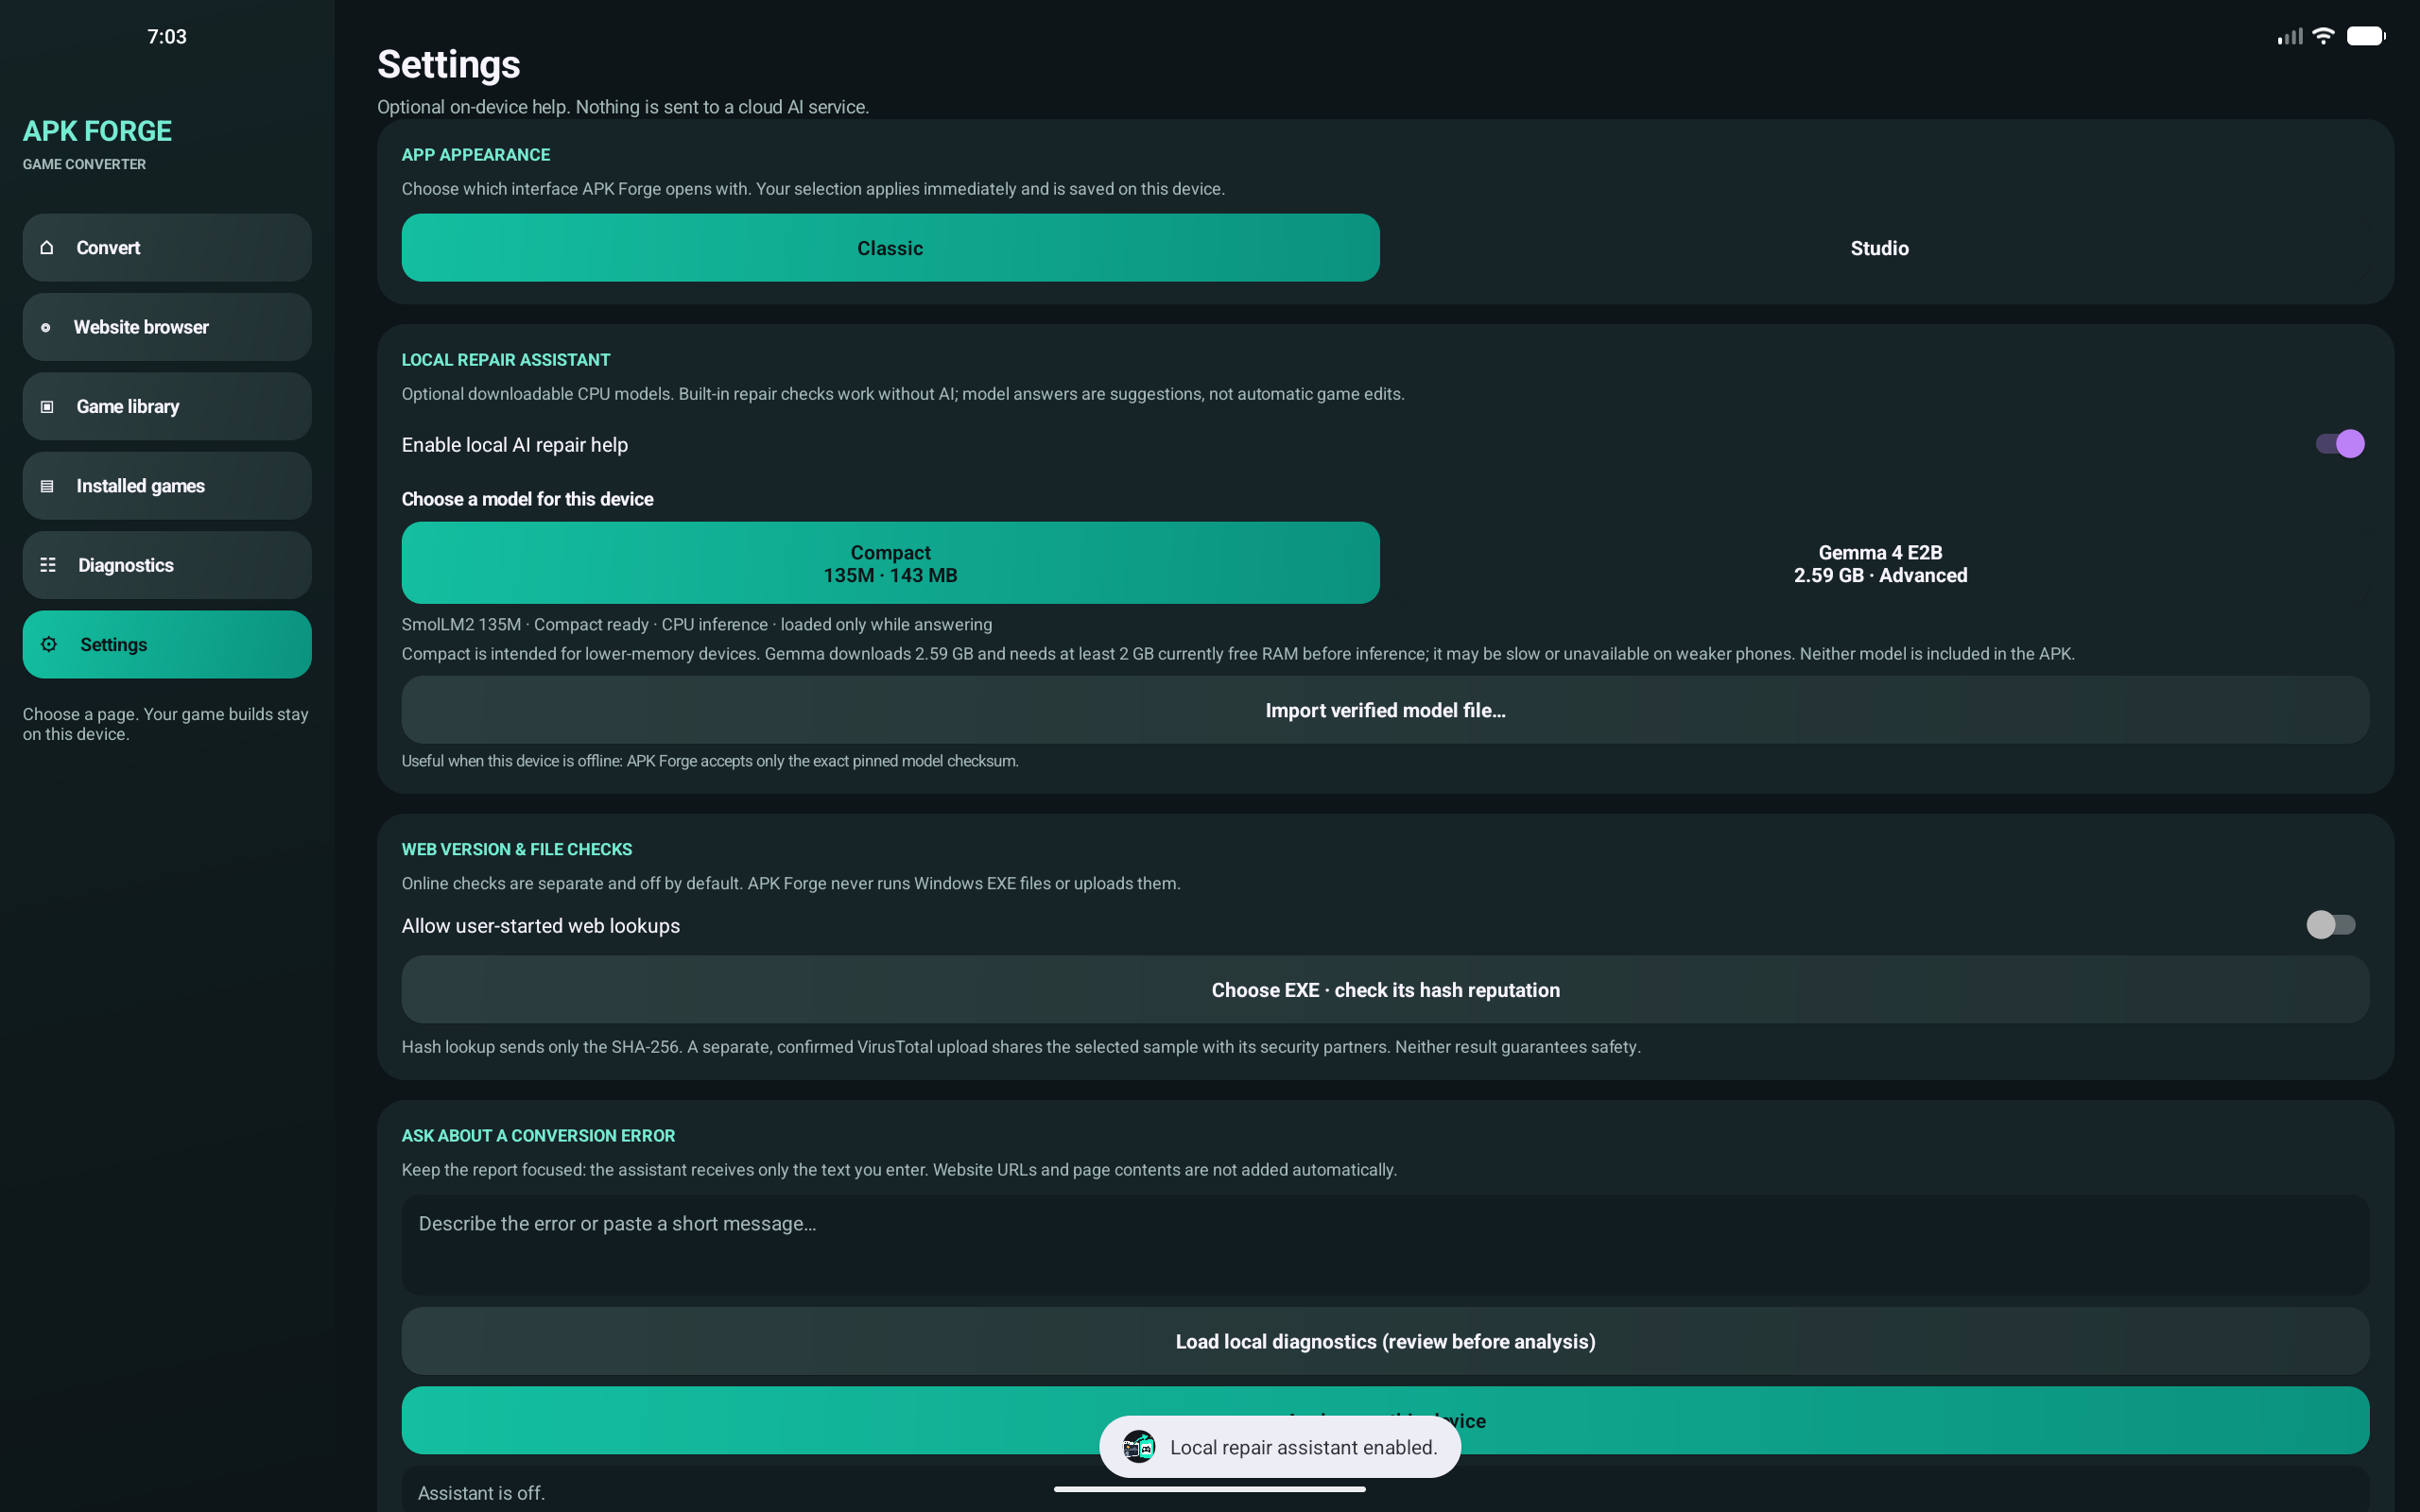 7:03
APK FORGE
GAME CONVERTER
Convert
Website browser
Game library
Installed games
Diagnostics
Settings
Choose a page. Your game builds stay
on this device.
Settings
Optional on-device help. Nothing is sent to a cloud AI service.
APP APPEARANCE
Choose which interface APK Forge opens with. Your selection applies immediately and is saved on this device.
Classic
Studio
LOCAL REPAIR ASSISTANT
Optional downloadable CPU models. Built-in repair checks work without AI; model answers are suggestions, not automatic game edits.
Enable local AI repair help
Choose a model for this device
Compact
135M · 143 MB
Gemma 4 E2B
2.59 GB · Advanced
SmolLM2 135M · Compact ready · CPU inference · loaded only while answering
Compact is intended for lower-memory devices. Gemma downloads 2.59 GB and needs at least 2 GB currently free RAM before inference; it may be slow or unavailable on weaker phones. Neither model is included in the APK.
Import verified model file...
Useful when this device is offline: APK Forge accepts only the exact pinned model checksum.
WEB VERSION & FILE CHECKS
Online checks are separate and off by default. APK Forge never runs Windows EXE files or uploads them.
Allow user-started web lookups
Choose EXE · check its hash reputation
Hash lookup sends only the SHA-256. A separate, confirmed VirusTotal upload shares the selected sample with its security partners. Neither result guarantees safety.
ASK ABOUT A CONVERSION ERROR
Keep the report focused: the assistant receives only the text you enter. Website URLs and page contents are not added automatically.
Describe the error or paste a short message...
Load local diagnostics (review before analysis)
Local repair assistant enabled.
Assistant is off.